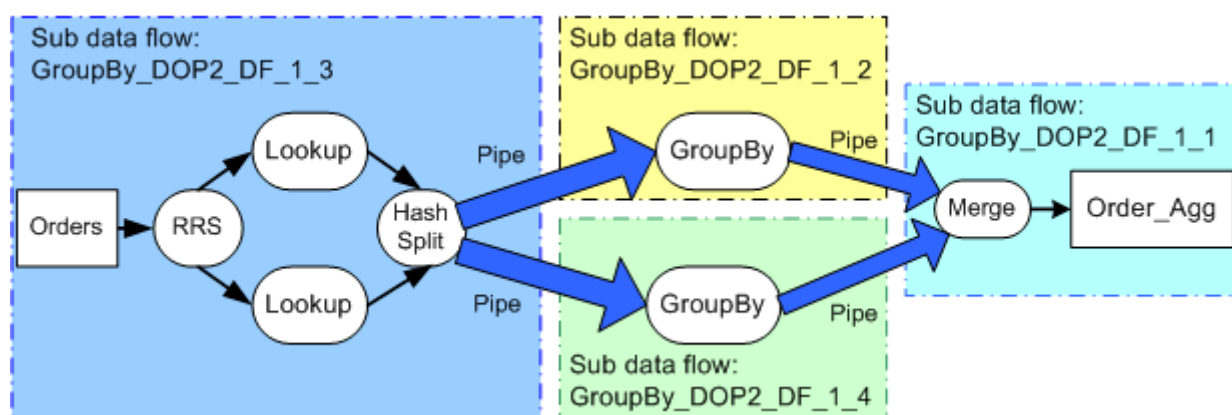 Sub data flow:
GroupBy_DOP2_DF_1_3
Orders
RRS
Lookup
Lookup
Hash
Split
Pipe
Pipe
Sub data flow:
GroupBy_DOP2_DF_1_2
GroupBy
Pipe
GroupBy
Pipe
Sub data flow:
GroupBy_DOP2_DF_1_4
Sub data flow:
GroupBy_DOP2_DF_1_1
Merge
Order_Agg